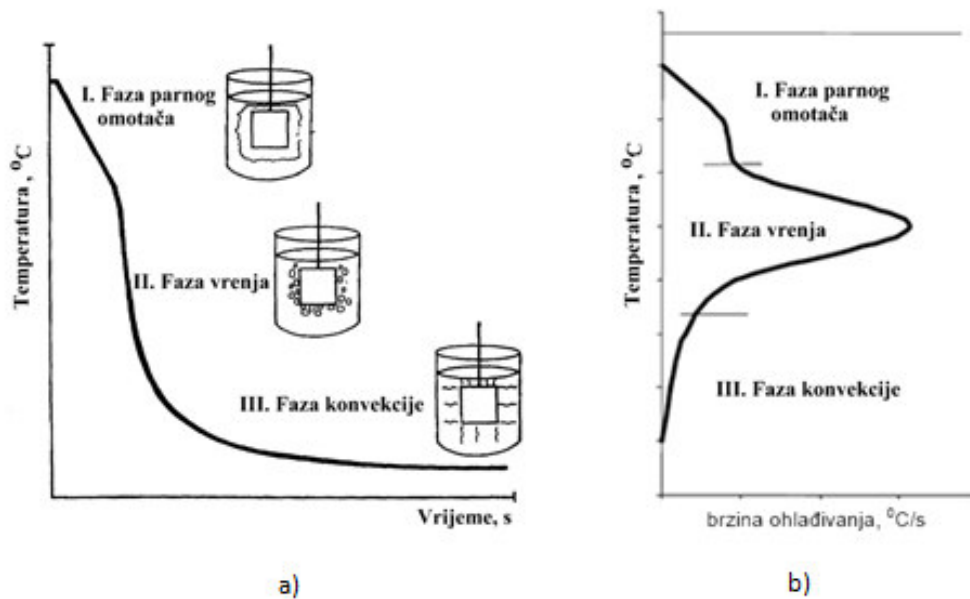 Temperatura, °C
I. Faza parnog
omotača
II. Faza vrenja
III. Faza konvekcije
Vrijeme, s
a)
Temperatura, °C
I. Faza parnog
omotača
II. Faza vrenja
III. Faza konvekcije
brzina ohlađivanja, °C/s
b)